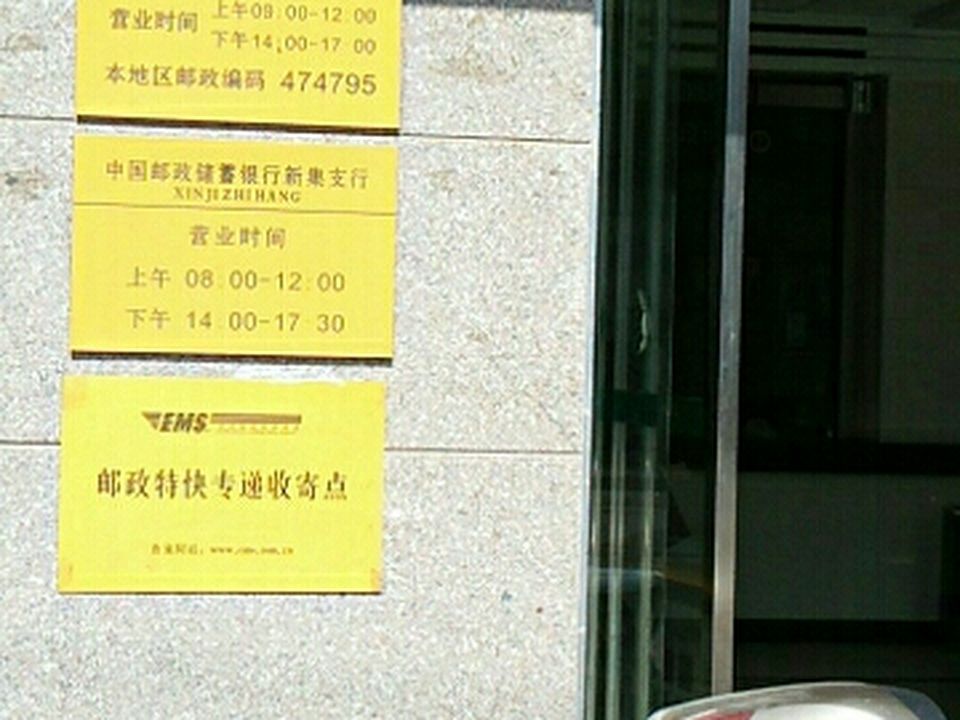 营业时间 上午09:00-12:00
下午14:00-17 00
本地区邮政编码 474795
中国邮政储蓄银行新集支行
XINJIZHIHANG
营业时间
上午 08:00-12:00
下午 14:00-17 30
EMS
邮政特快专递收寄点